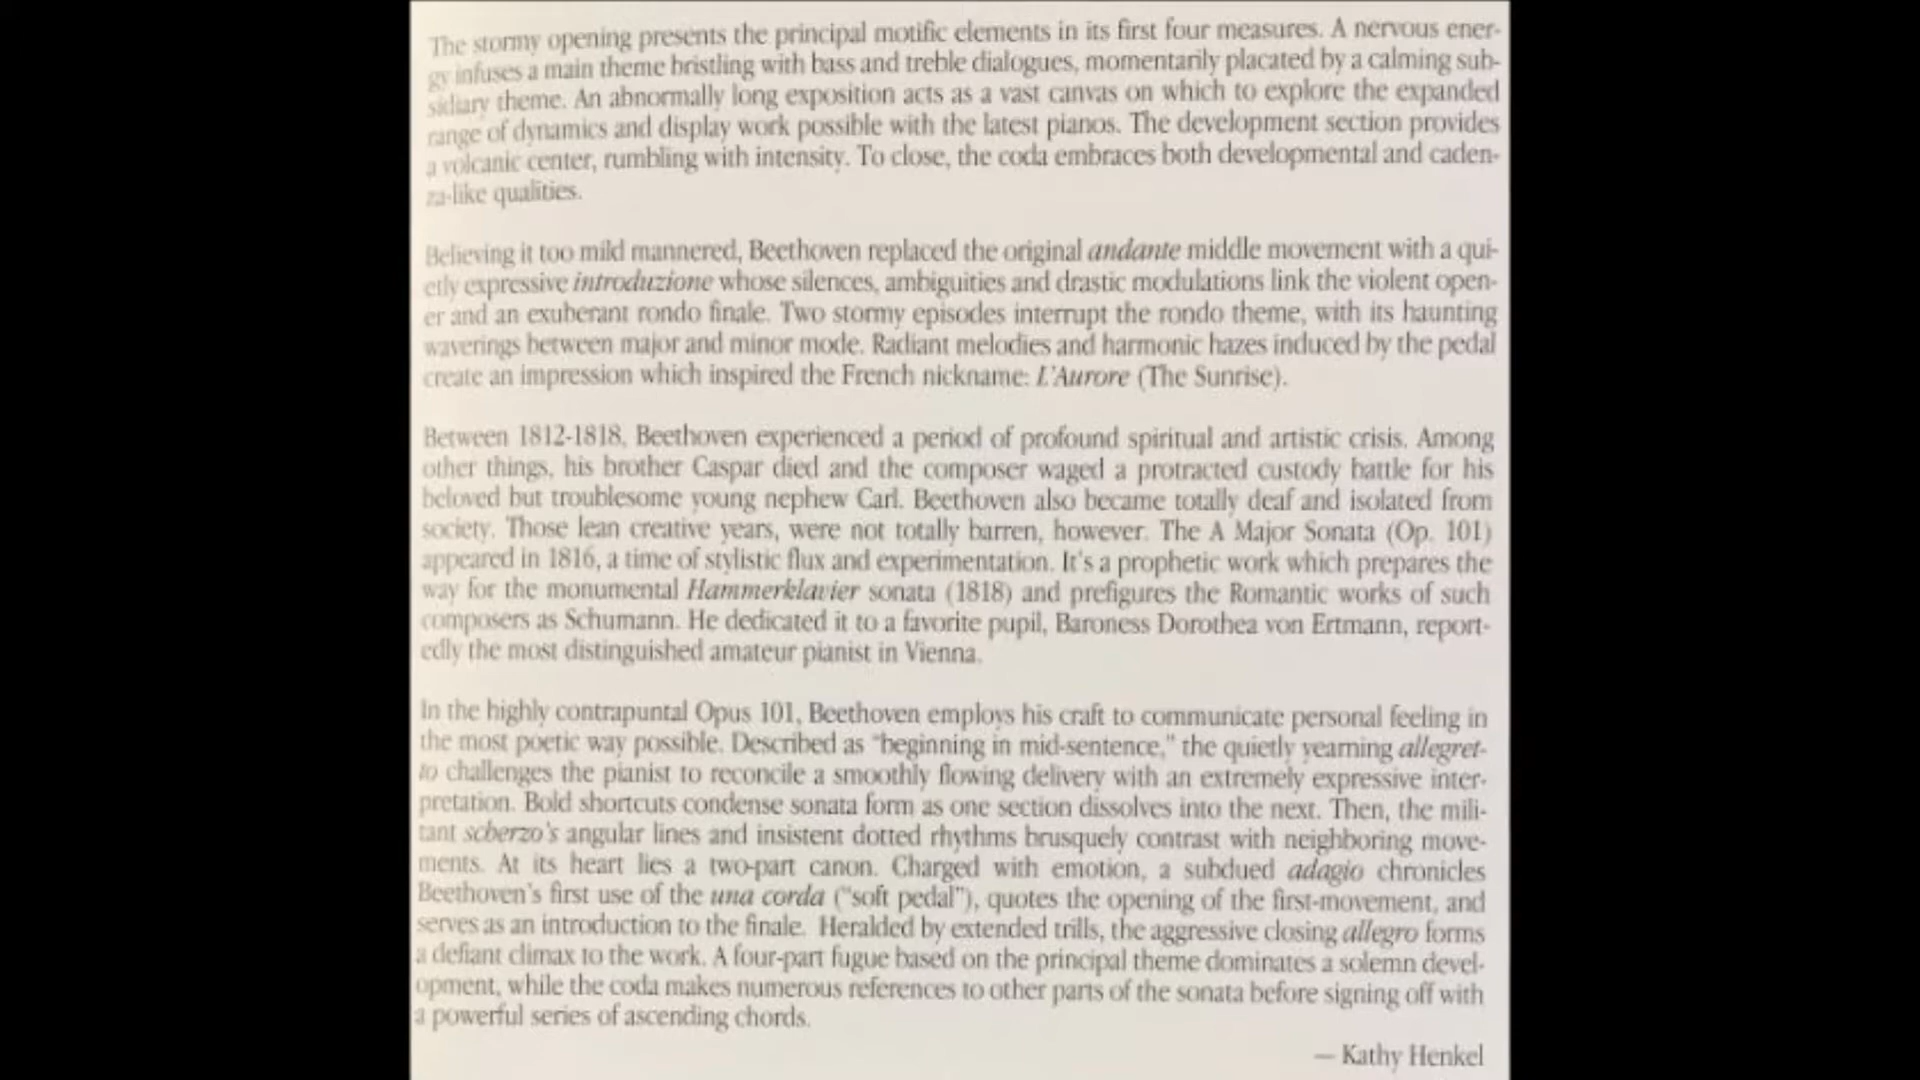 The stormy opening presents the principal motific elements in its first four measures. A nervous ener-
gy infuses a main theme bristling with bass and treble dialogues, momentarily placated by a calming sub-
sidiary theme. An abnormally long exposition acts as a vast canvas on which to explore the expanded
range of dynamics and display work possible with the latest pianos. The development section provides
a volcanic center, rumbling with intensity. To close, the coda embraces both developmental and caden-
za-like qualities.
Believing it too mild mannered, Beethoven replaced the original andante middle movement with a qui-
etly expressive introduzione whose silences, ambiguities and drastic modulations link the violent open-
er and an exuberant rondo finale. Two stormy episodes interrupt the rondo theme, with its haunting
waverings between major and minor mode. Radiant melodies and harmonic hazes induced by the pedal
create an impression which inspired the French nickname: L'Aurore (The Sunrise).
Between 1812-1818, Beethoven experienced a period of profound spiritual and artistic crisis. Among
other things, his brother Caspar died and the composer waged a protracted custody battle for his
beloved but troublesome young nephew Carl. Beethoven also became totally deaf and isolated from
society. Those lean creative years, were not totally barren, however. The A Major Sonata (Op. 101)
appeared in 1816, a time of stylistic flux and experimentation. It's a prophetic work which prepares the
way for the monumental Hammerklavier sonata (1818) and prefigures the Romantic works of such
composers as Schumann. He dedicated it to a favorite pupil, Baroness Dorothea von Ertmann, report-
edly the most distinguished amateur pianist in Vienna.
In the highly contrapuntal Opus 101, Beethoven employs his craft to communicate personal feeling in
the most poetic way possible. Described as "beginning in mid-sentence," the quietly yearning allegret-
to challenges the pianist to reconcile a smoothly flowing delivery with an extremely expressive inter-
pretation. Bold shortcuts condense sonata form as one section dissolves into the next. Then, the mili-
tant scherzo's angular lines and insistent dotted rhythms brusquely contrast with neighboring move-
ments. At its heart lies a two-part canon. Charged with emotion, a subdued adagio chronicles
Beethoven's first use of the una corda ("soft pedal"), quotes the opening of the first-movement, and
serves as an introduction to the finale. Heralded by extended trills, the aggressive closing allegro forms
a defiant climax to the work. A four-part fugue based on the principal theme dominates a solemn devel-
opment, while the coda makes numerous references to other parts of the sonata before signing off with
a powerful series of ascending chords.
— Kathy Henkel